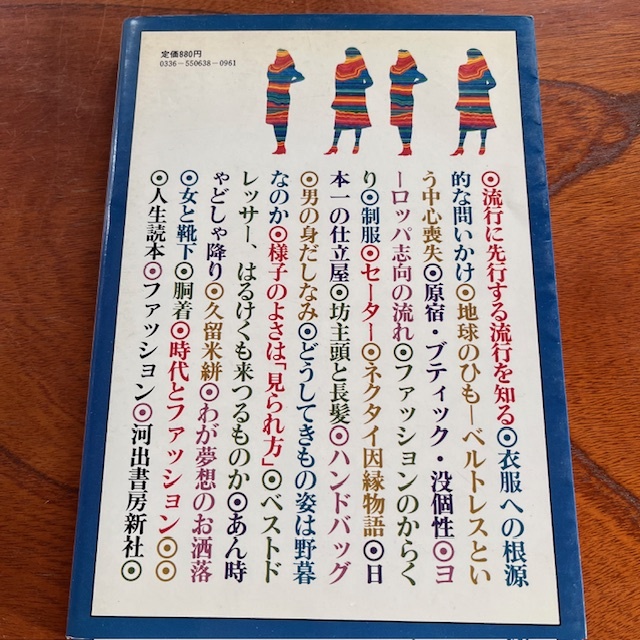 定価880円
0336-550638-0961
◉流行に先行する流行を知る◉衣服への根源
的な問いかけ◉地球のひも—ベルトレスとい
う中心喪失◉原宿・ブティック・没個性◉ヨ
ーロッパ志向の流れ◉ファッションのからく
り◉制服◉セーター◉ネクタイ因縁物語◉日
本一の仕立屋◉坊主頭と長髪◉ハンドバッグ
◉男の身だしなみ◉どうしてきもの姿は野暮
なのか◉様子のよさは「見られ方」◉ベストド
レッサー、はるけくも来つるものか◉あん時
ゃどしゃ降り◉久留米絣◉わが夢想のお洒落
◉女と靴下◉胴着◉時代とファッション◉◉
◉人生読本◉ファッション◉河出書房新社◉